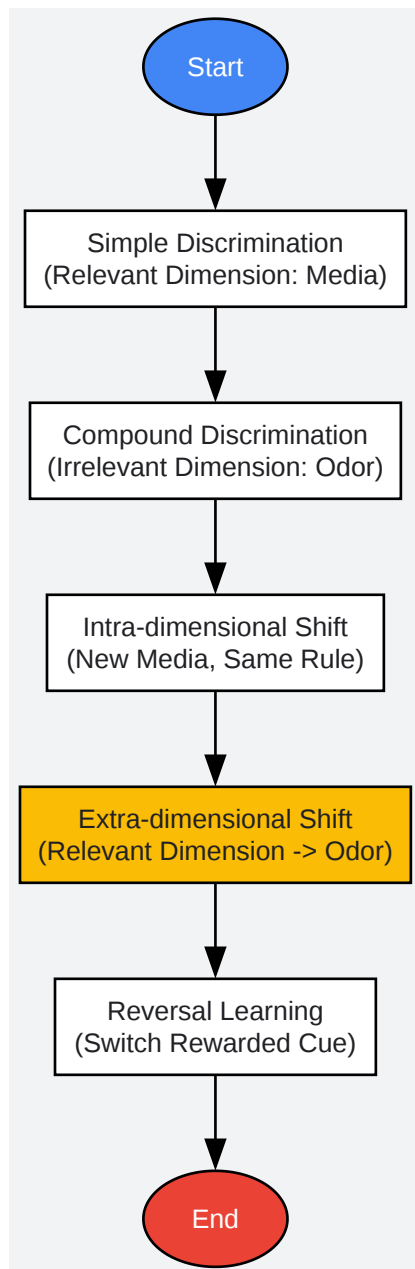 Start
Simple Discrimination
(Relevant Dimension: Media)
Compound Discrimination
(Irrelevant Dimension: Odor)
Intra-dimensional Shift
(New Media, Same Rule)
Extra-dimensional Shift
(Relevant Dimension -> Odor)
Reversal Learning
(Switch Rewarded Cue)
End